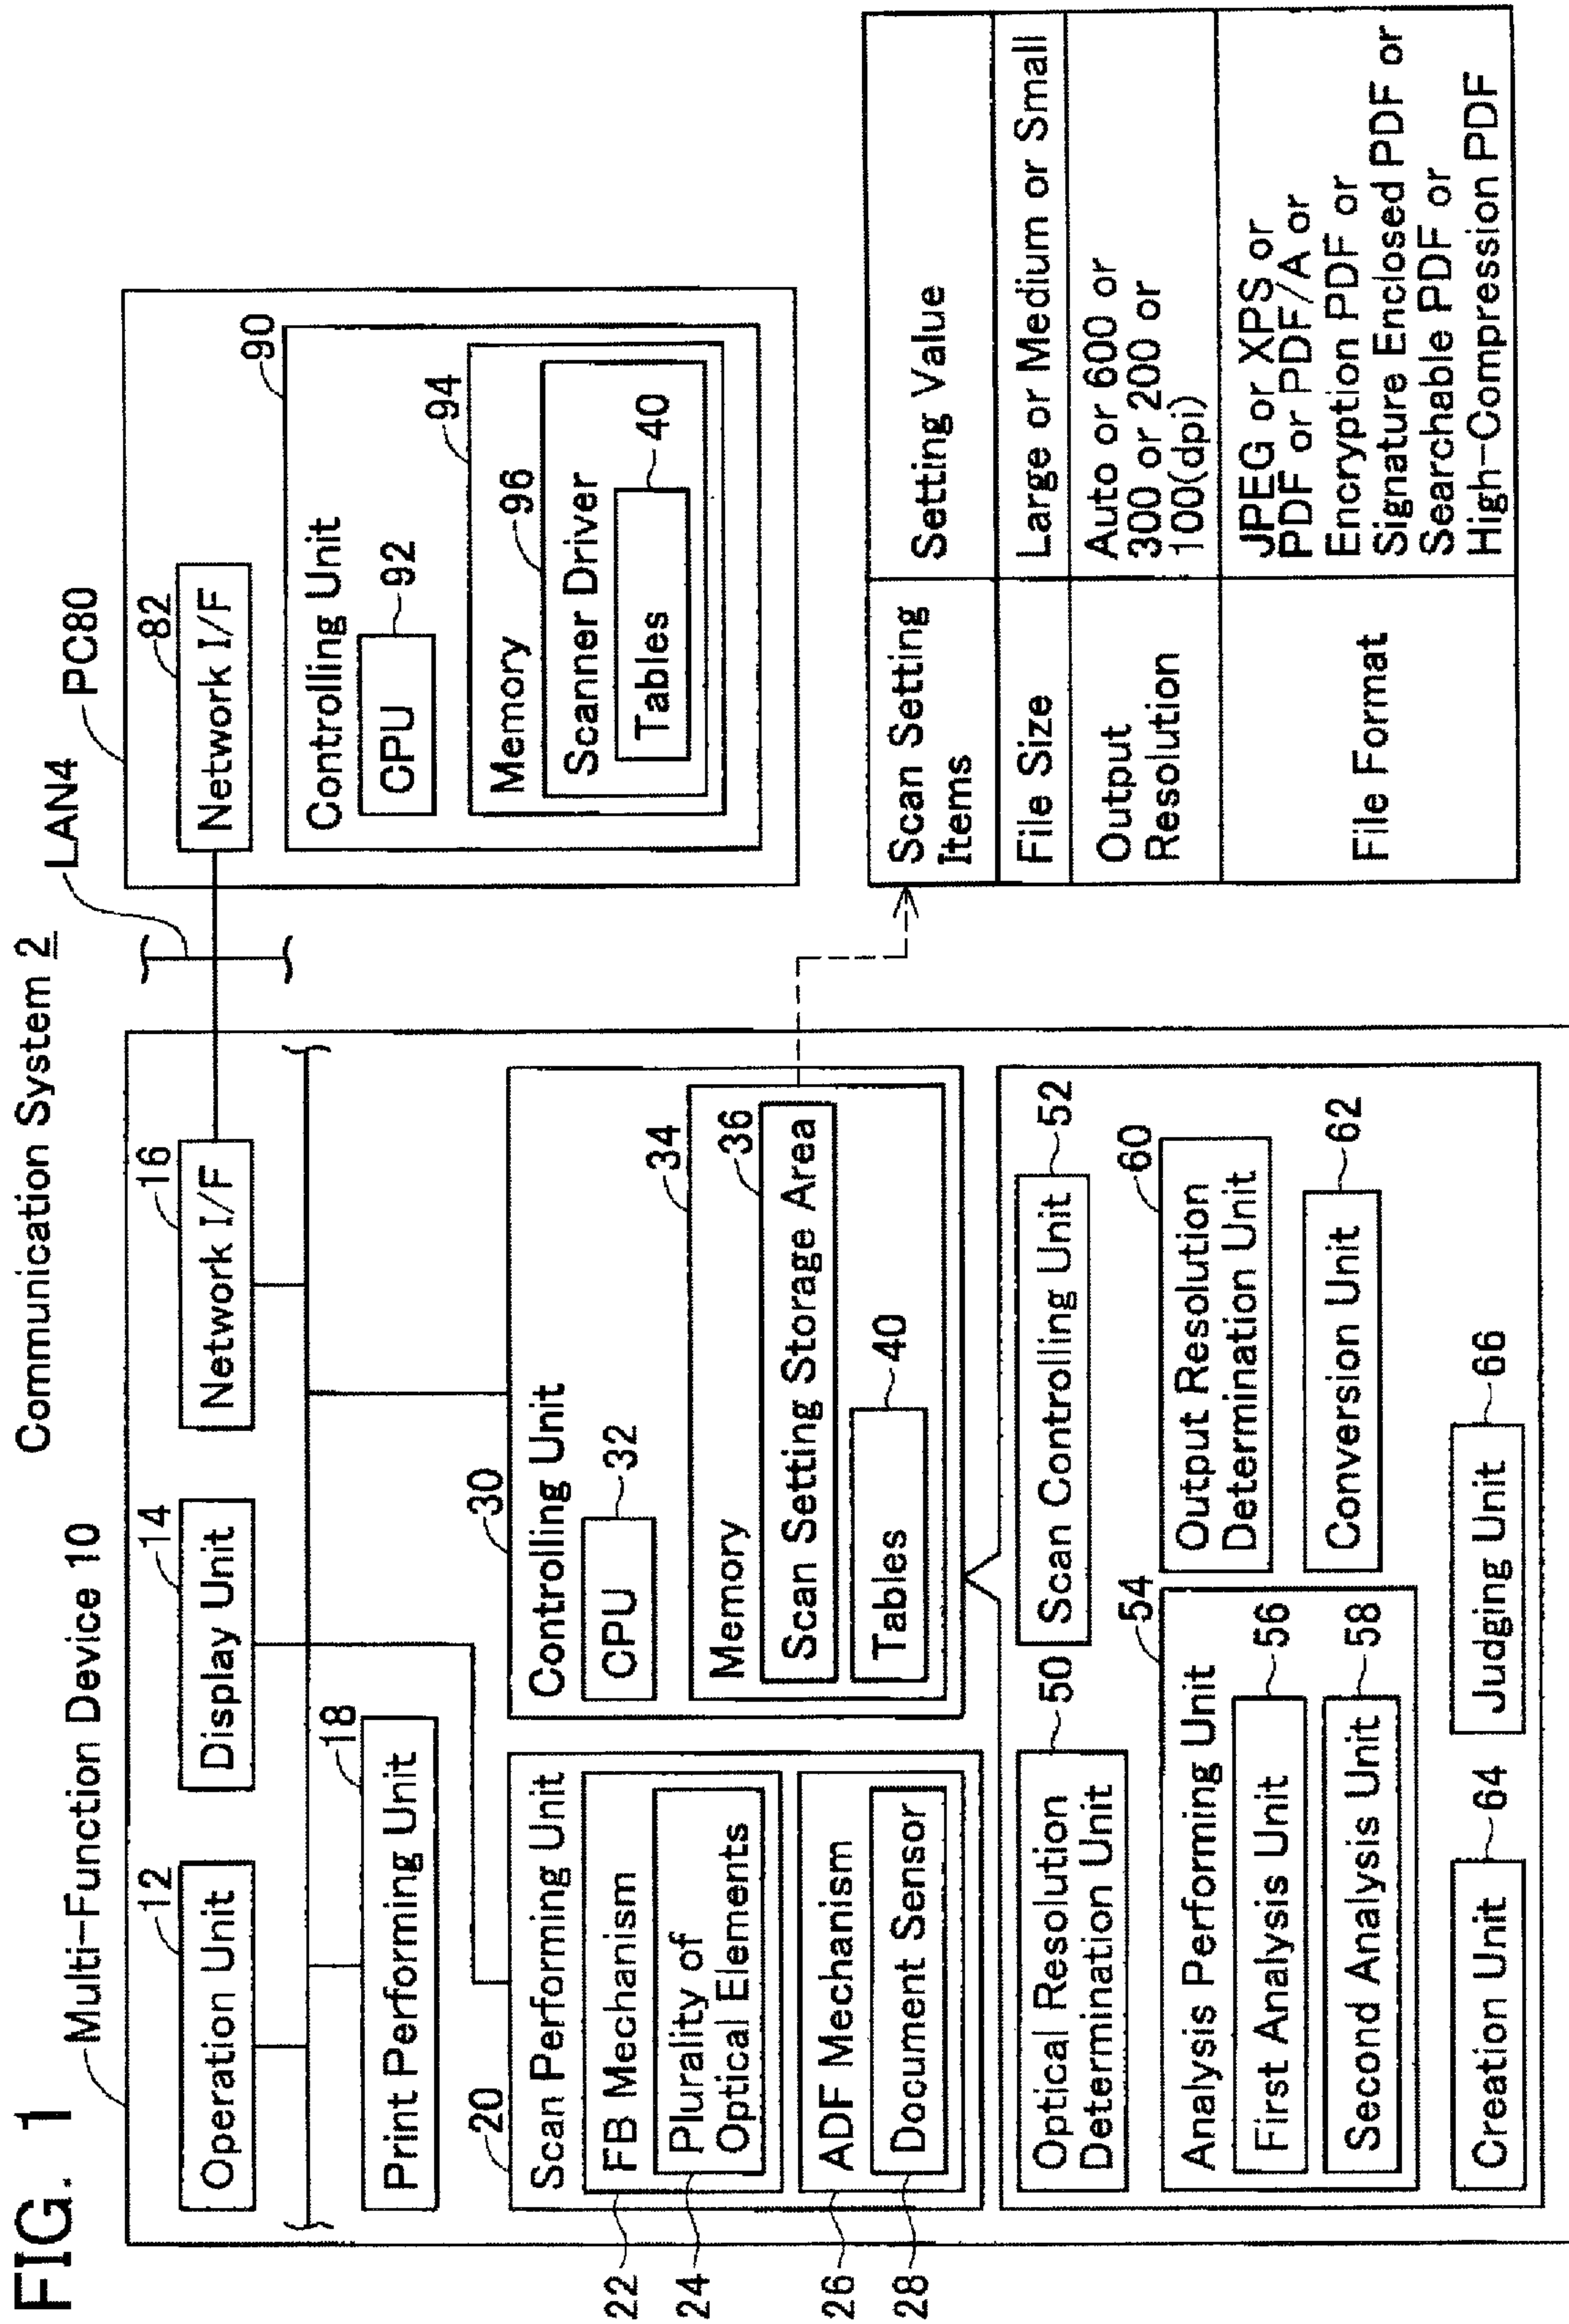 FIG. 1
Communication System 2
Multi-Function Device 10
LAN4
PC80
12
14
16
82
Operation Unit
Display Unit
Network I/F
Network I/F
18
Print Performing Unit
20
Scan Performing Unit
22
FB Mechanism
24
Plurality of
Optical Elements
26
ADF Mechanism
28
Document Sensor
30
Controlling Unit
CPU
32
34
Memory
36
Scan Setting Storage Area
Tables
40
90
Controlling Unit
CPU
92
94
Memory
96
Scanner Driver
Tables
40
Optical Resolution
Determination Unit
50
Scan Controlling Unit
52
54
Analysis Performing Unit
First Analysis Unit
56
Second Analysis Unit
58
60
Output Resolution
Determination Unit
Conversion Unit
62
Creation Unit
64
Judging Unit
66
Scan Setting
Items
Setting Value
File Size
Large or Medium or Small
Output
Resolution
Auto or 600 or
300 or 200 or
100(dpi)
File Format
JPEG or XPS or
PDF or PDF/A or
Encryption PDF or
Signature Enclosed PDF or
Searchable PDF or
High-Compression PDF